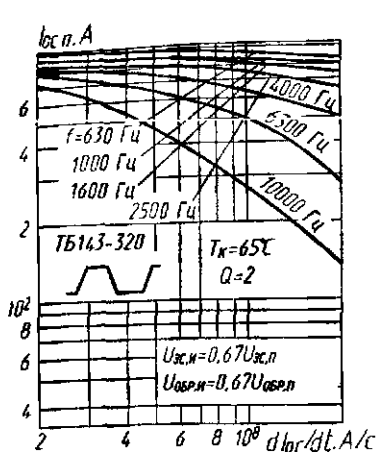 Iос п. А
6
4
2
10²
8
6
4
f=630 Гц
1000 Гц
1600 Гц
2500 Гц
4000 Гц
6300 Гц
10000 Гц
ТБ143-320
Tк=65℃
Q=2
Uзс,и=0,67Uзс,п
Uобр,и=0,67Uобр,п
2 4 6 8 10⁸ dIос/dt. А/с